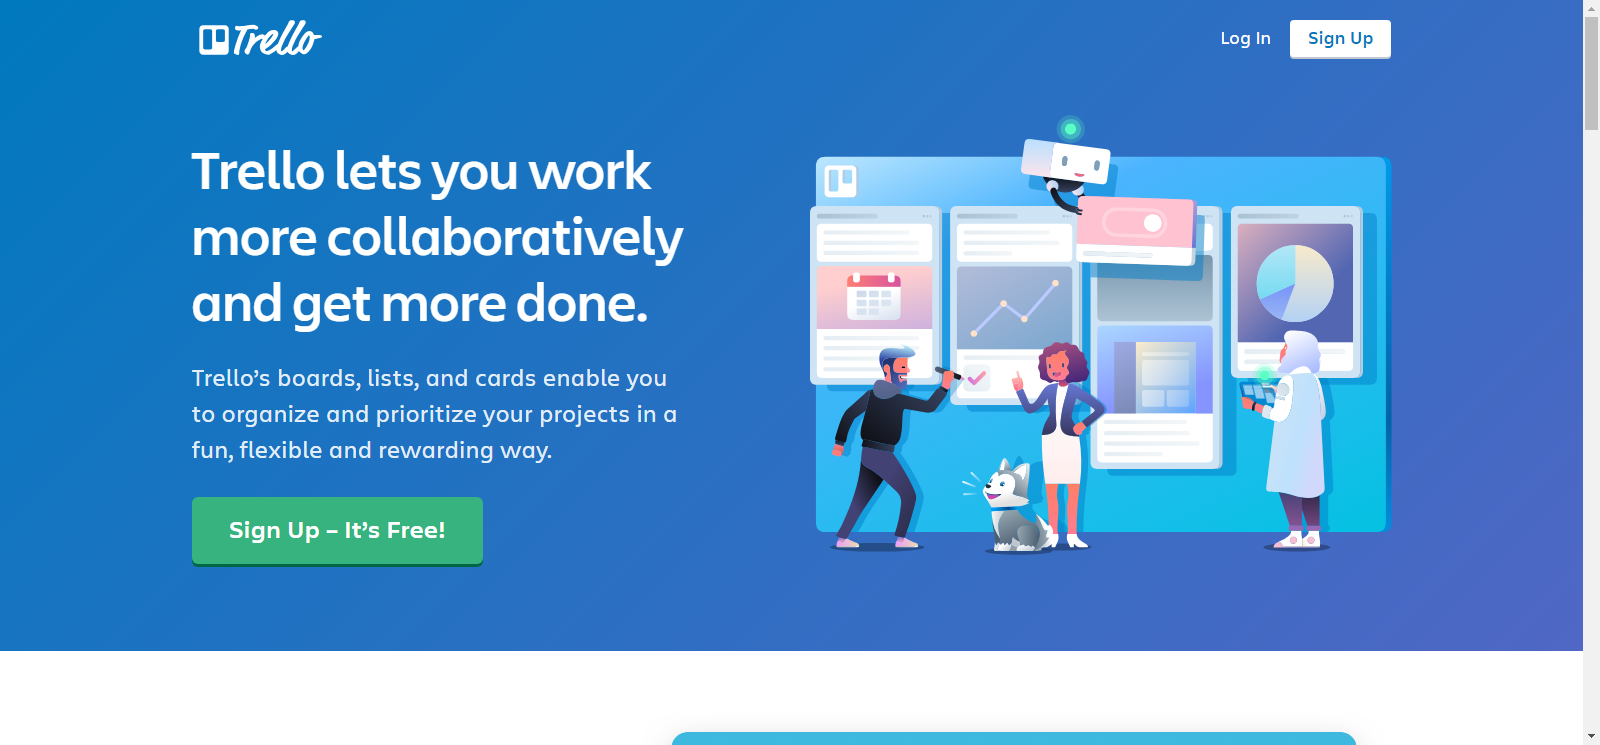 Trello
Log In
Sign Up
Trello lets you work
more collaboratively
and get more done.
Trello’s boards, lists, and cards enable you
to organize and prioritize your projects in a
fun, flexible and rewarding way.
Sign Up – It’s Free!